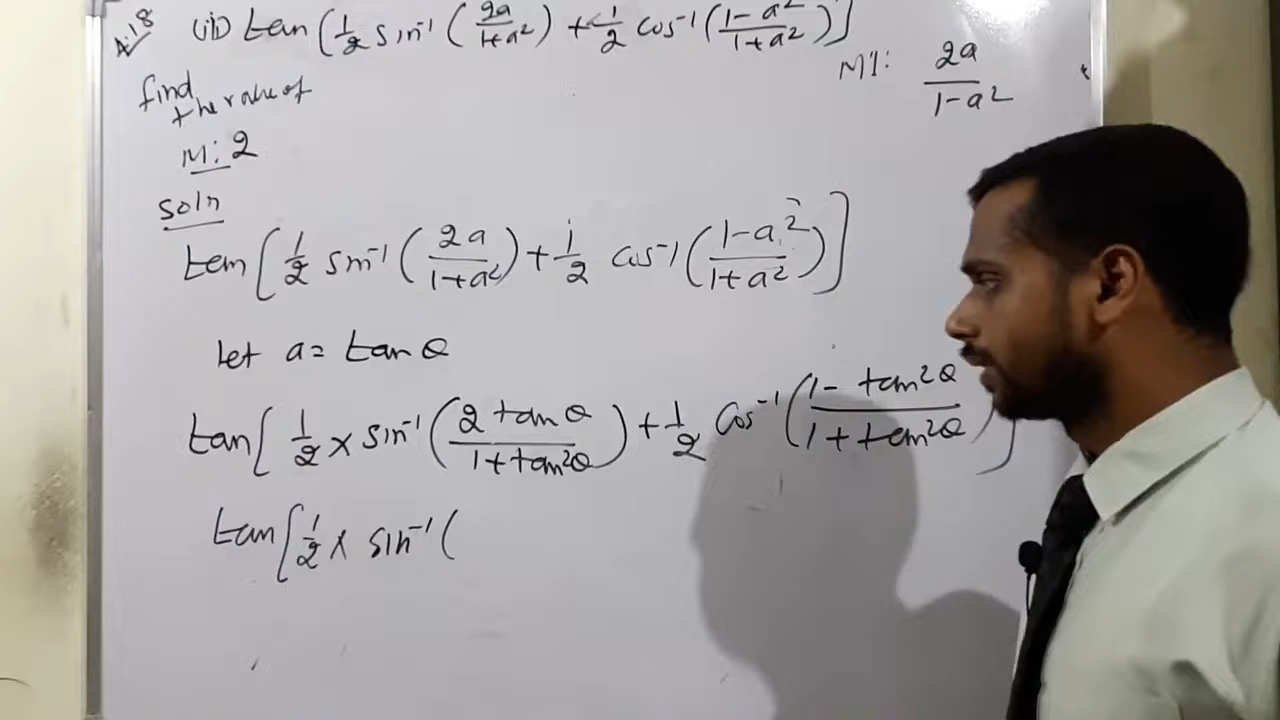 4.18 (ii) tan [ 1/2 sin⁻¹ ( 2a/1+a² ) + 1/2 cos⁻¹ ( 1-a²/1+a² ) ]
find the value of
M1: 2a/1-a²
M: 2
soln
tan [ 1/2 sin⁻¹ ( 2a/1+a² ) + 1/2 cos⁻¹ ( 1-a²/1+a² ) ]
let a = tan θ
tan [ 1/2 × sin⁻¹ ( 2 tan θ/1+tan²θ ) + 1/2 cos⁻¹ ( 1-tan²θ/1+tan²θ )
tan [ 1/2 × sin⁻¹ (